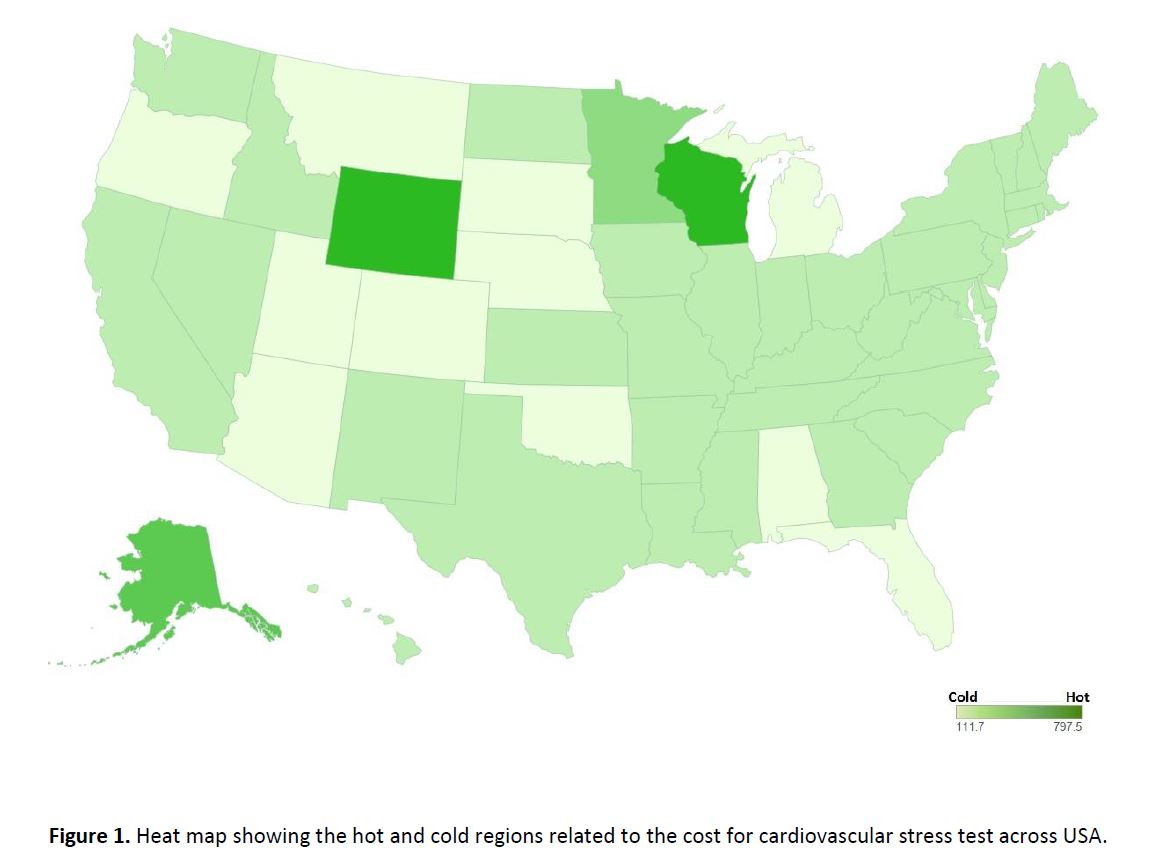 Cold Hot
111.7 797.5
Figure 1. Heat map showing the hot and cold regions related to the cost for cardiovascular stress test across USA.